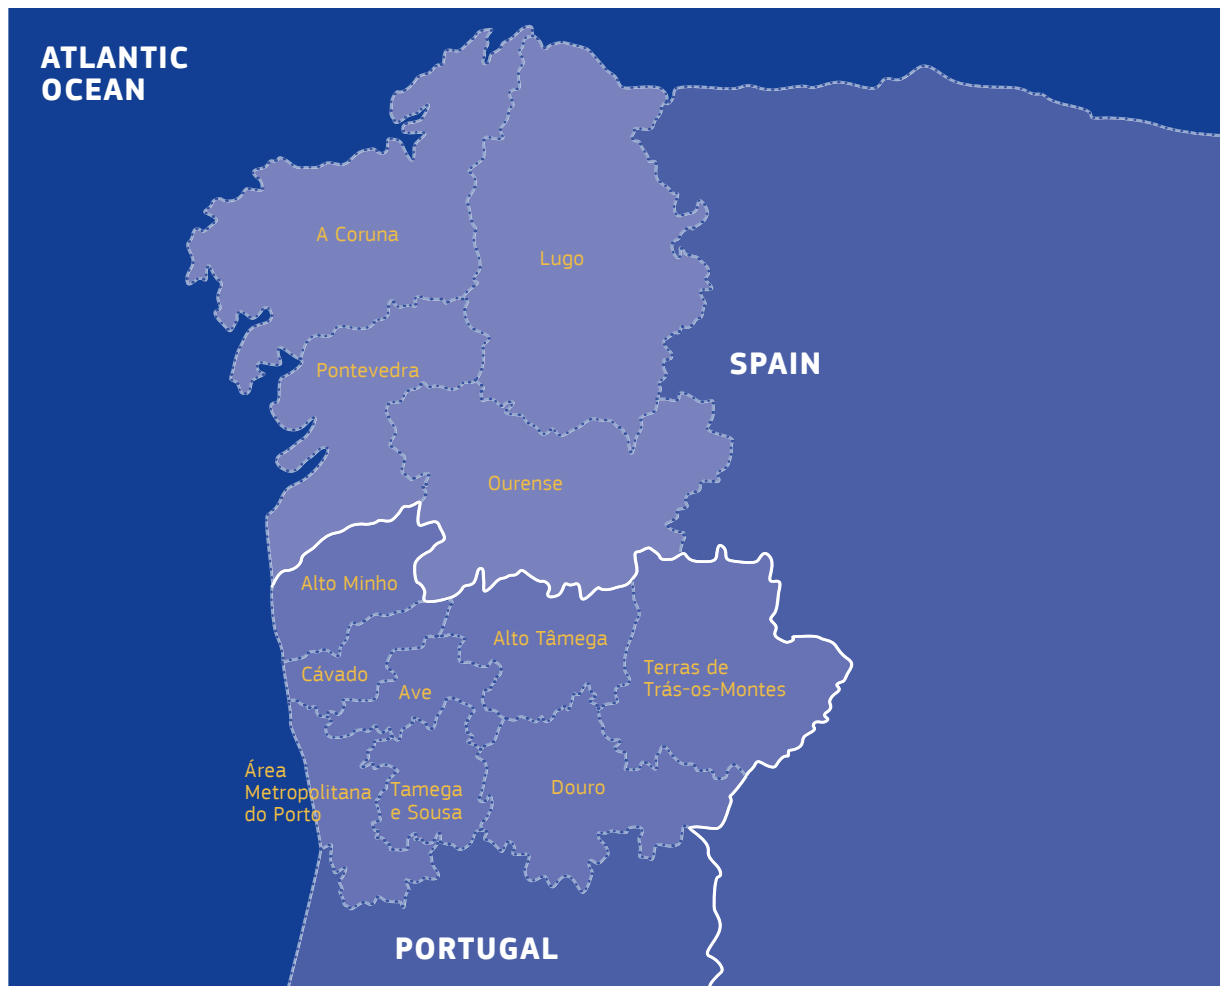 ATLANTIC
OCEAN
A Coruna
Lugo
SPAIN
Pontevedra
Ourense
Alto Minho
Alto Tâmega
Terras de
Trás-os-Montes
Cávado
Ave
Área
Metropolitana
do Porto
Tamega
e Sousa
Douro
PORTUGAL